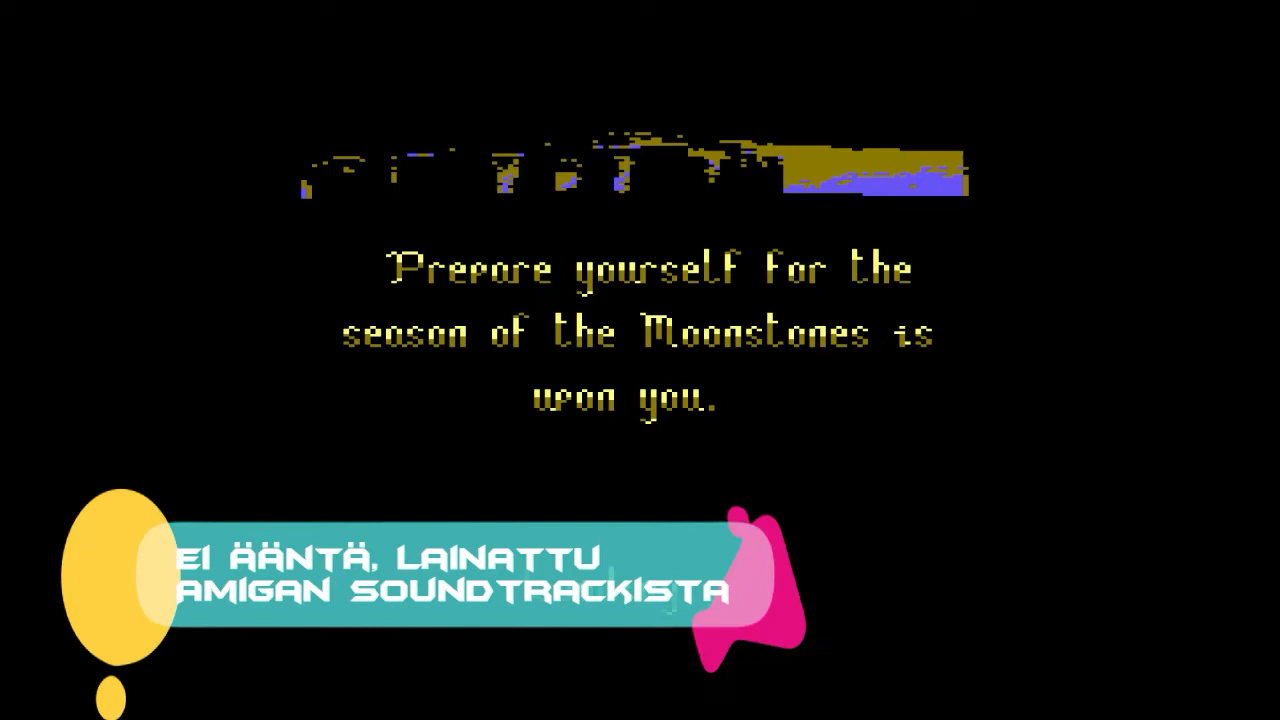 Prepare yourself for the
season of the Moonstones is
upon you.
EI ÄÄNTÄ, LAINATTU
AMIGAN SOUNDTRACKISTA